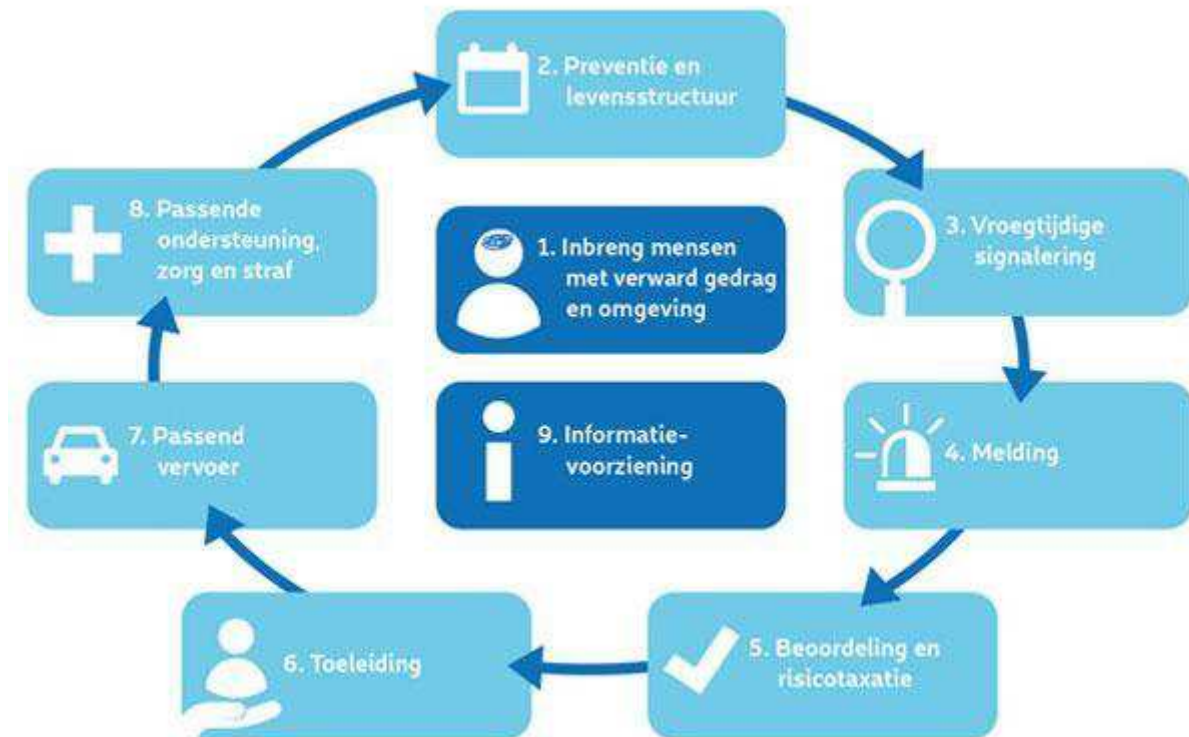 2. Preventie en
levensstructuur
8. Passende
ondersteuning,
zorg en straf
1. Inbreng mensen
met verward gedrag
en omgeving
3. Vroegtijdige
signalering
7. Passend
vervoer
9. Informatie-
voorziening
4. Melding
6. Toeleiding
5. Beoordeling en
risicotaxatie